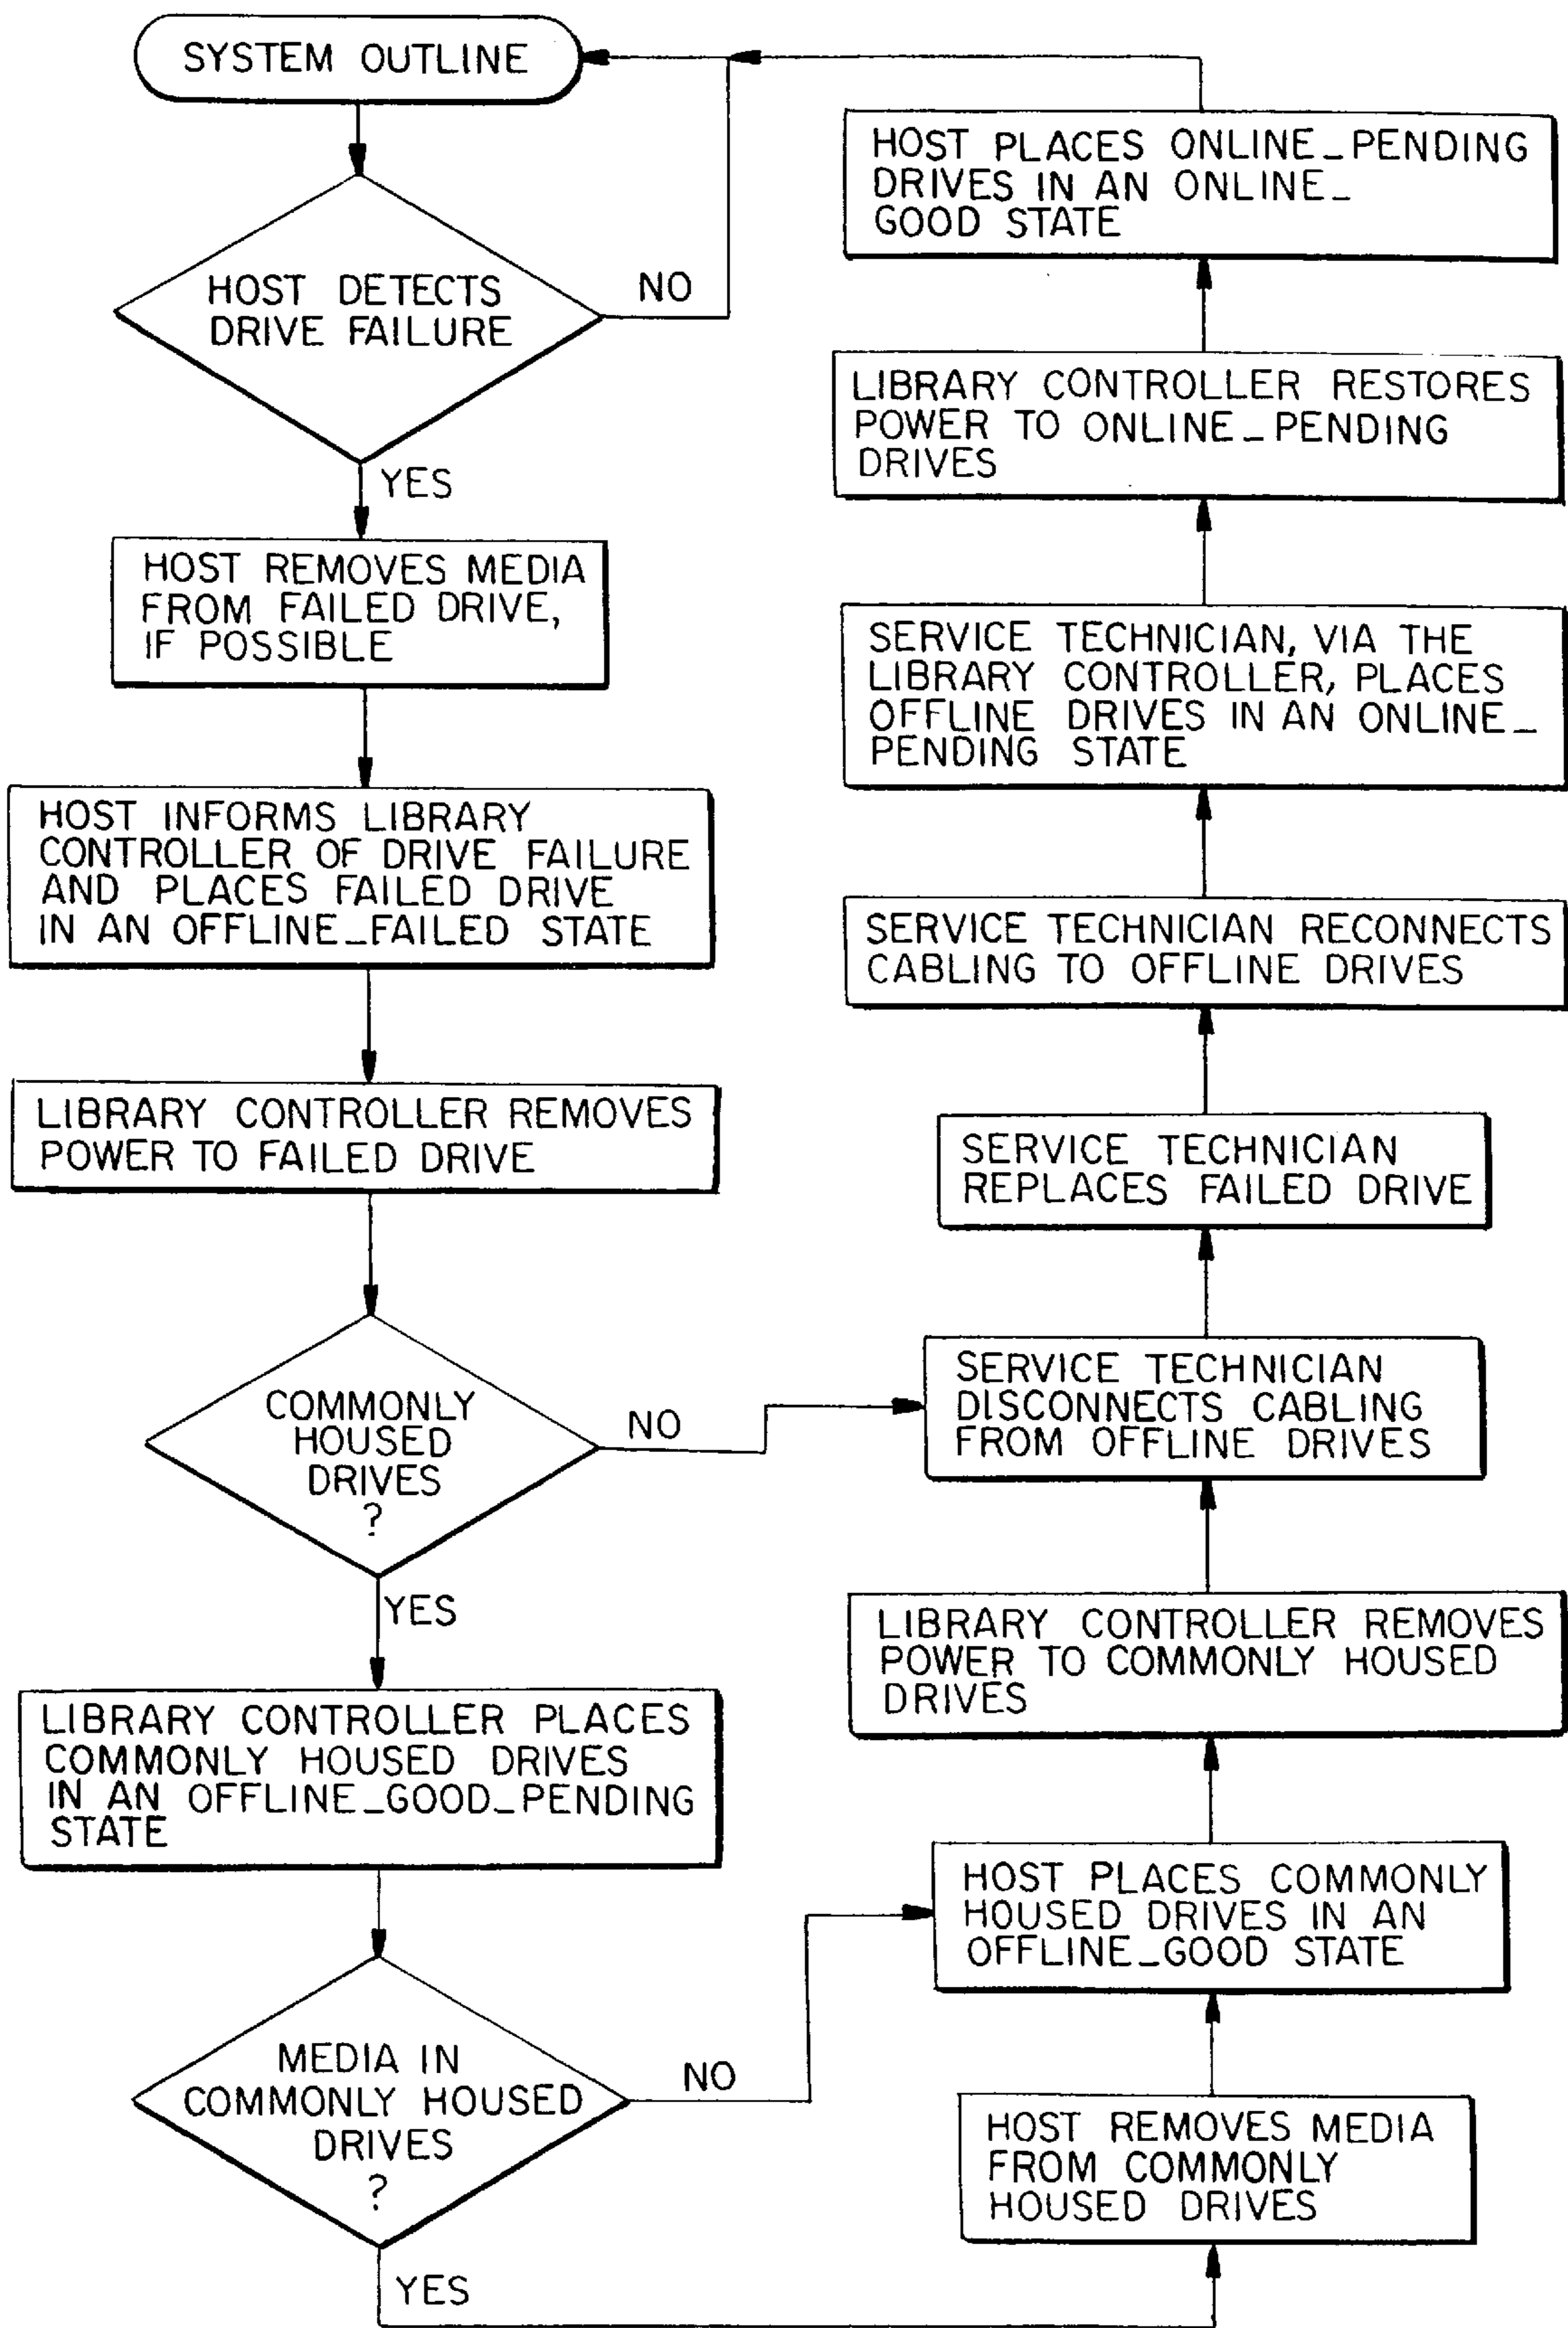 SYSTEM OUTLINE
HOST DETECTS
DRIVE FAILURE
NO
YES
HOST REMOVES MEDIA
FROM FAILED DRIVE,
IF POSSIBLE
HOST INFORMS LIBRARY
CONTROLLER OF DRIVE FAILURE
AND PLACES FAILED DRIVE
IN AN OFFLINE_FAILED STATE
LIBRARY CONTROLLER REMOVES
POWER TO FAILED DRIVE
COMMONLY
HOUSED
DRIVES
?
NO
YES
LIBRARY CONTROLLER PLACES
COMMONLY HOUSED DRIVES
IN AN OFFLINE_GOOD_PENDING
STATE
MEDIA IN
COMMONLY HOUSED
DRIVES
?
NO
YES
HOST REMOVES MEDIA
FROM COMMONLY
HOUSED DRIVES
HOST PLACES COMMONLY
HOUSED DRIVES IN AN
OFFLINE_GOOD STATE
LIBRARY CONTROLLER REMOVES
POWER TO COMMONLY HOUSED
DRIVES
SERVICE TECHNICIAN
DISCONNECTS CABLING
FROM OFFLINE DRIVES
SERVICE TECHNICIAN
REPLACES FAILED DRIVE
SERVICE TECHNICIAN RECONNECTS
CABLING TO OFFLINE DRIVES
SERVICE TECHNICIAN, VIA THE
LIBRARY CONTROLLER, PLACES
OFFLINE DRIVES IN AN ONLINE_
PENDING STATE
LIBRARY CONTROLLER RESTORES
POWER TO ONLINE_PENDING
DRIVES
HOST PLACES ONLINE_PENDING
DRIVES IN AN ONLINE_
GOOD STATE